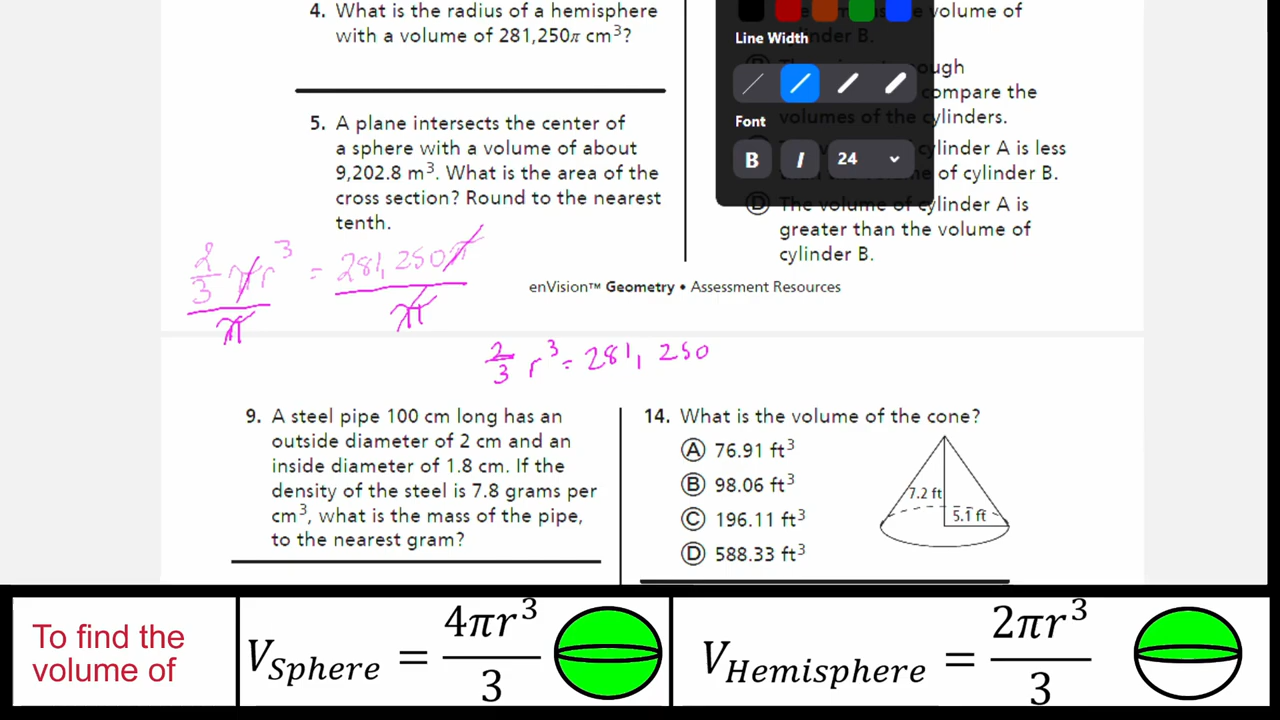 4. What is the radius of a hemisphere
with a volume of 281,250π cm³?
5. A plane intersects the center of
a sphere with a volume of about
9,202.8 m³. What is the area of the
cross section? Round to the nearest
tenth.
2/3 πr³ = 281,250π
π π
volume of
cylinder B.
Line Width
compare the
volumes of the cylinders.
Font
cylinder A is less
of cylinder B.
B I 24
D The volume of cylinder A is
greater than the volume of
cylinder B.
enVision™ Geometry • Assessment Resources
2/3 r³ = 281,250
9. A steel pipe 100 cm long has an
outside diameter of 2 cm and an
inside diameter of 1.8 cm. If the
density of the steel is 7.8 grams per
cm³, what is the mass of the pipe,
to the nearest gram?
14. What is the volume of the cone?
A 76.91 ft³
B 98.06 ft³
C 196.11 ft³
D 588.33 ft³
7.2 ft
5.1 ft
To find the
volume of
V Sphere = 4πr³/3
V Hemisphere = 2πr³/3